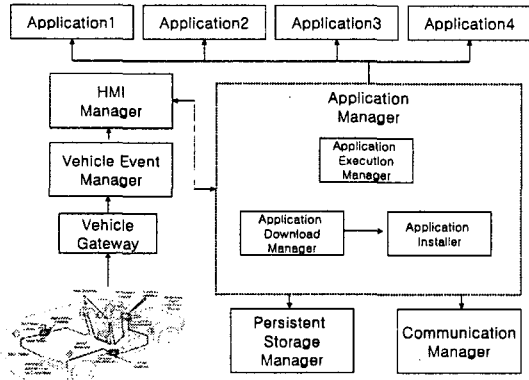 Application1
Application2
Application3
Application4
HMI
Manager
Application
Manager
Application
Execution
Manager
Vehicle Event
Manager
Vehicle
Gateway
Application
Download
Manager
Application
Installer
Persistent
Storage
Manager
Communication
Manager